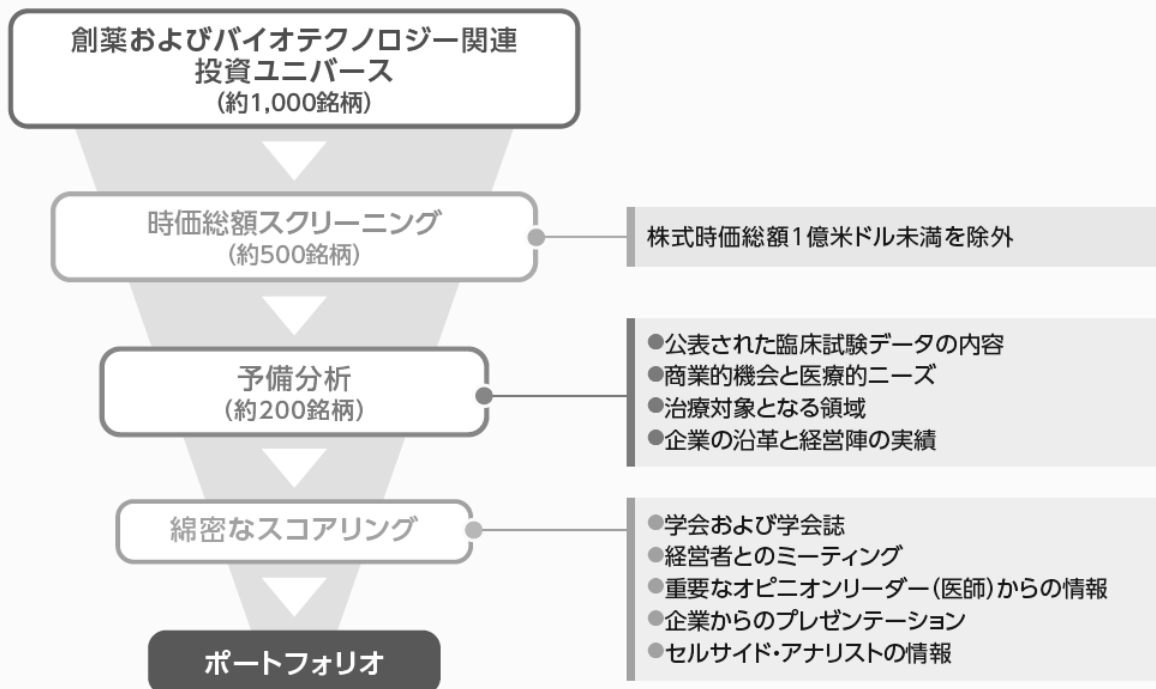 創薬およびバイオテクノロジー関連
投資ユニバース
(約1,000銘柄)
時価総額スクリーニング
(約500銘柄)
株式時価総額1億米ドル未満を除外
予備分析
(約200銘柄)
●公表された臨床試験データの内容
●商業的機会と医療的ニーズ
●治療対象となる領域
●企業の沿革と経営陣の実績
綿密なスコアリング
●学会および学会誌
●経営者とのミーティング
●重要なオピニオンリーダー(医師)からの情報
●企業からのプレゼンテーション
●セルサイド・アナリストの情報
ポートフォリオ